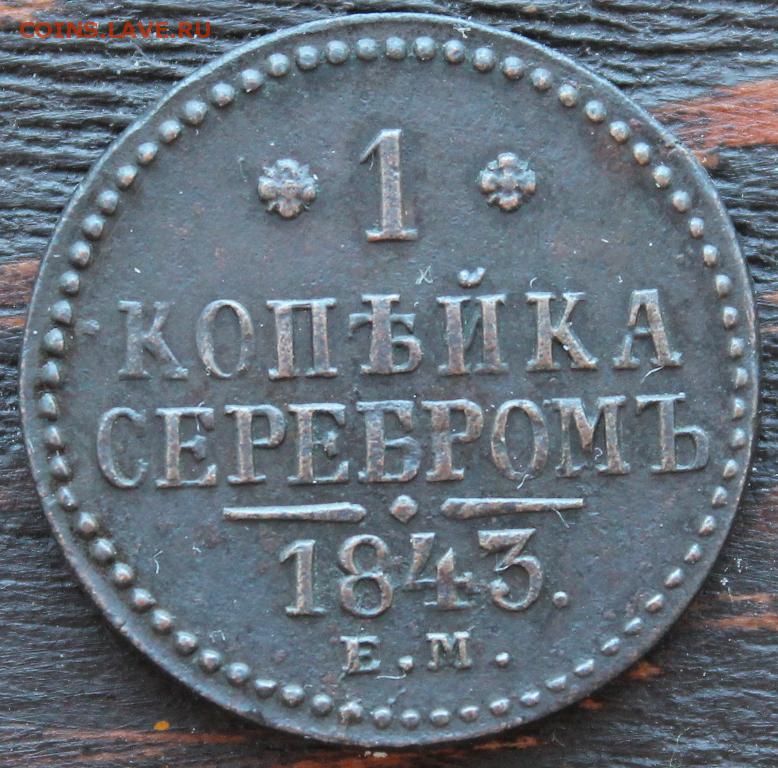 COINS.LAVE.RU
1
КОПѢЙКА
СЕРЕБРОМЪ
1843.
Е.М.